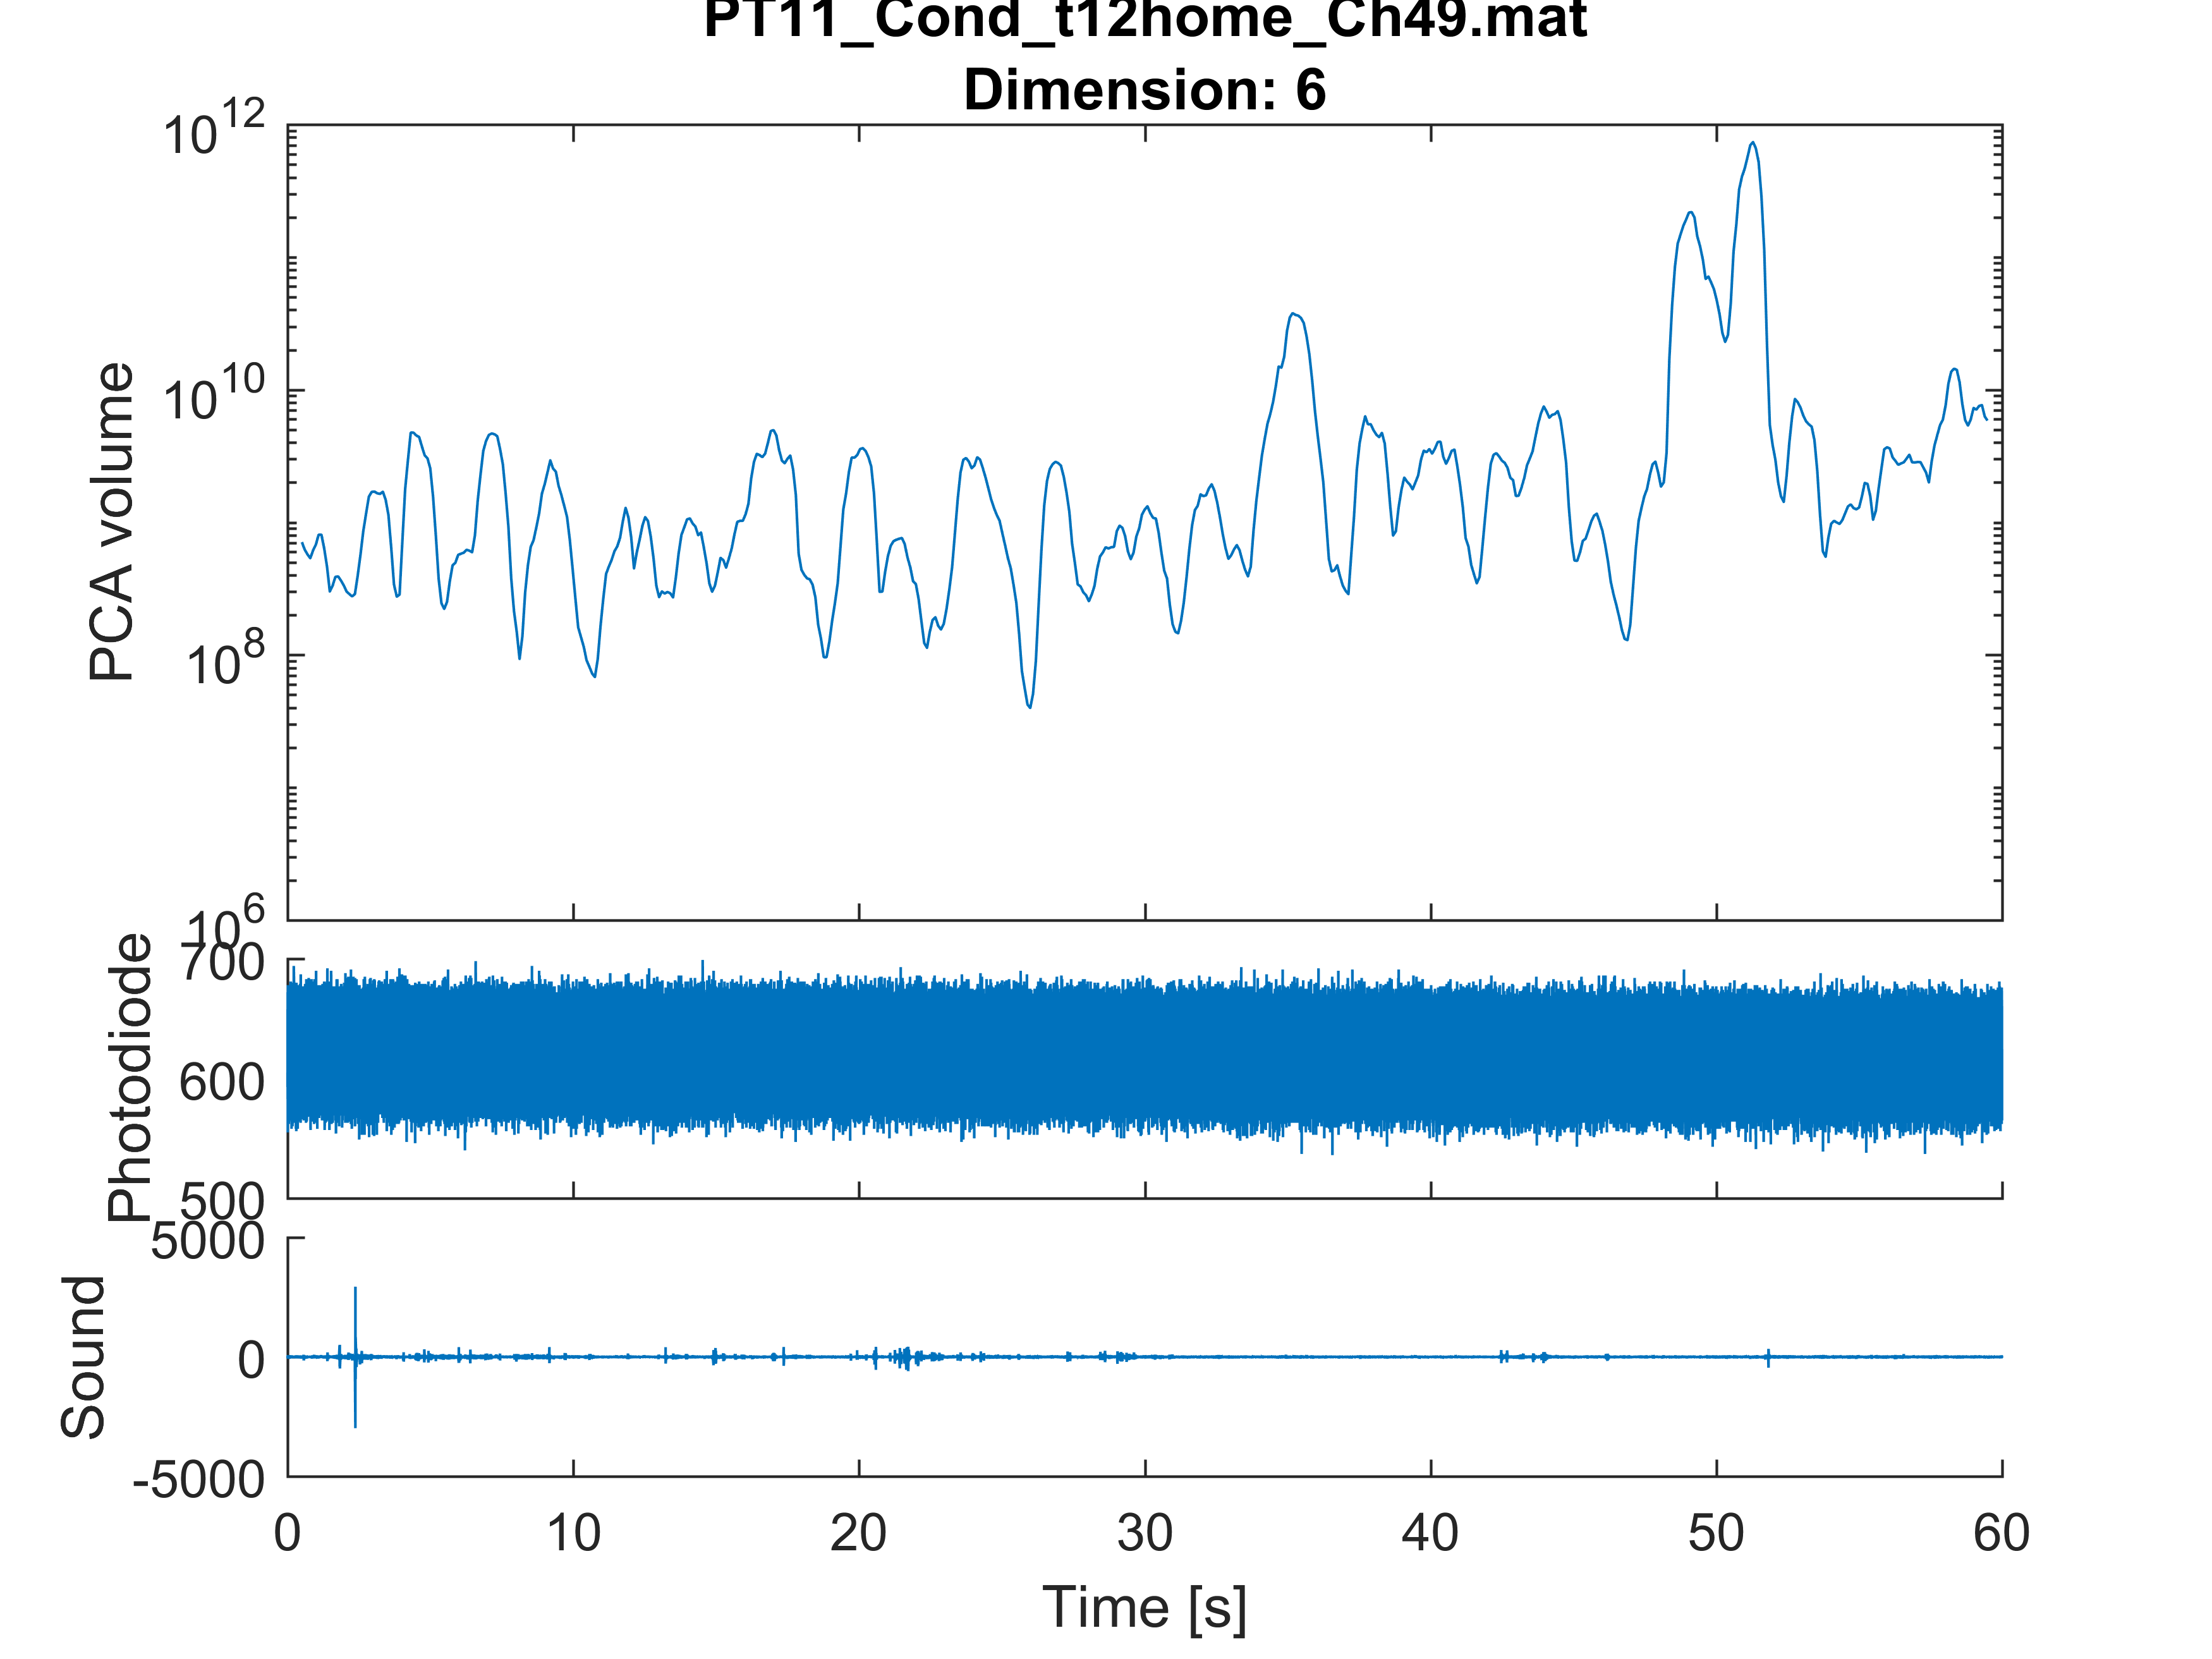 PT11_Cond_t12home_Ch49.mat
Dimension: 6
10^12
10^10
10^8
10^6
PCA volume
700
600
500
Photodiode
5000
0
-5000
Sound
0 10 20 30 40 50 60
Time [s]